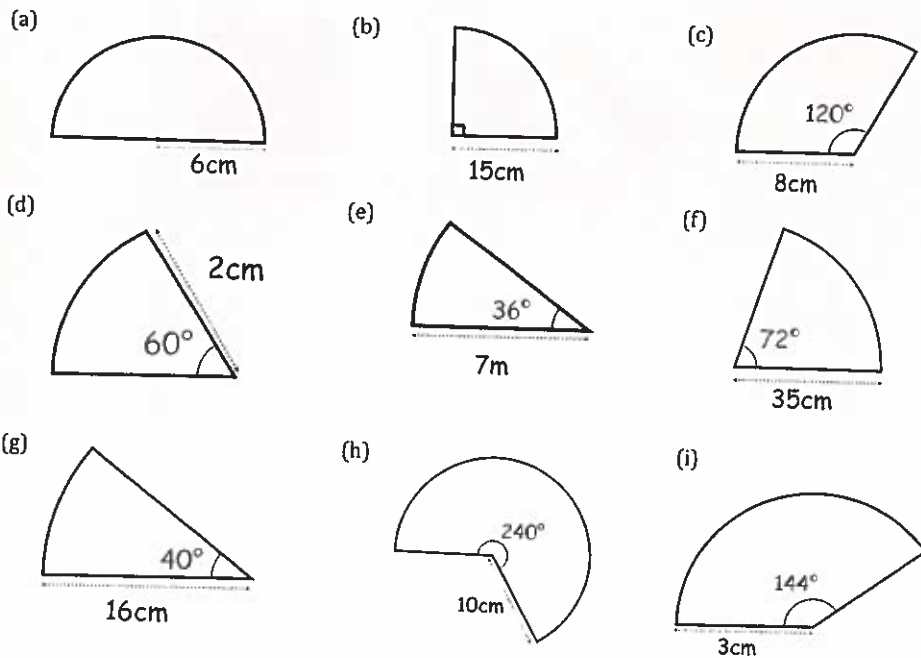 (a)
(b)
(c)
6cm
15cm
120°
8cm
(d)
(e)
(f)
2cm
60°
36°
7m
72°
35cm
(g)
(h)
(i)
40°
16cm
240°
10cm
144°
3cm